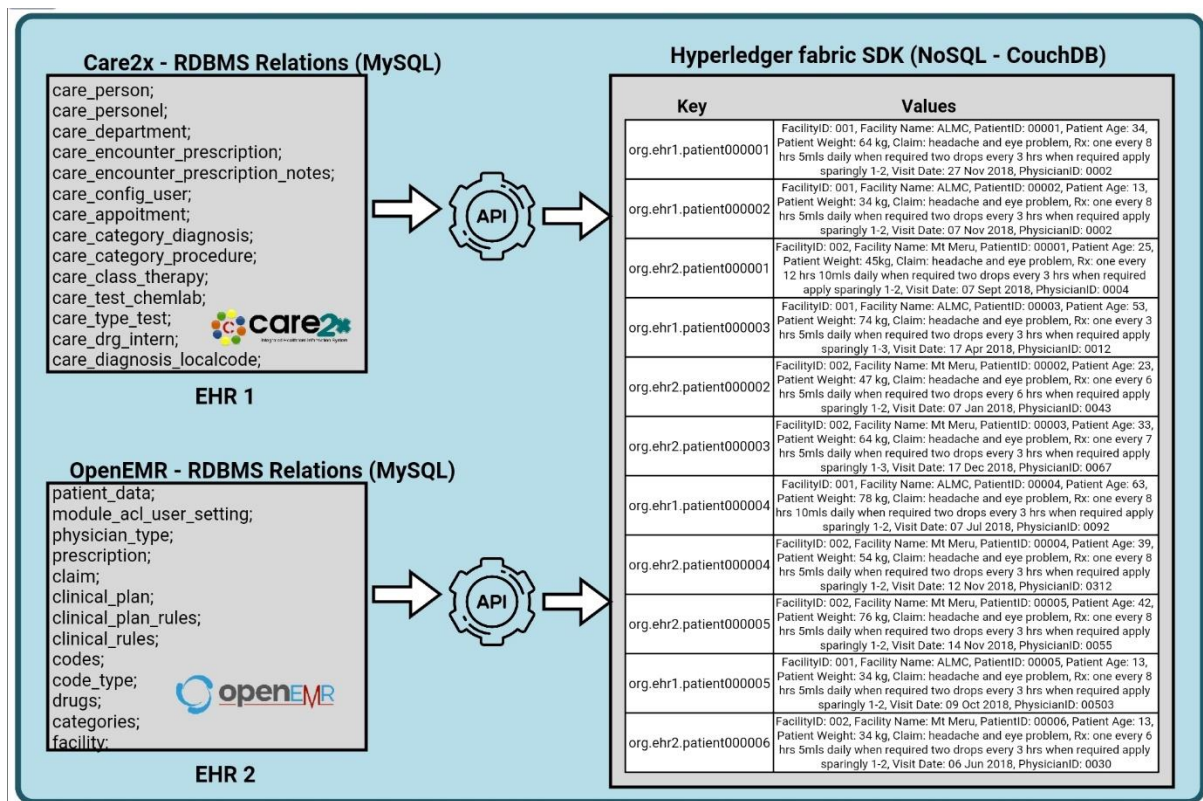 Care2x - RDBMS Relations (MySQL)
care_person;
care_personel;
care_department;
care_encounter_prescription;
care_encounter_prescription_notes;
care_config_user;
care_appoitment;
care_category_diagnosis;
care_category_procedure;
care_class_therapy;
care_test_chemlab;
care_type_test;
care_drg_intern;
care_diagnosis_localcode;
care2x
EHR 1
API
OpenEMR - RDBMS Relations (MySQL)
patient_data;
module_acl_user_setting;
physician_type;
prescription;
claim;
clinical_plan;
clinical_plan_rules;
clinical_rules;
codes;
code_type;
drugs;
categories;
facility;
openEMR
EHR 2
API
Hyperledger fabric SDK (NoSQL - CouchDB)
Key Values
org.ehr1.patient000001
FacilityID: 001, Facility Name: ALMC, PatientID: 00001, Patient Age: 34,
Patient Weight: 64 kg, Claim: headache and eye problem, Rx: one every 8
hrs 5mls daily when required two drops every 3 hrs when required apply
sparingly 1-2, Visit Date: 27 Nov 2018, PhysicianID: 0002
org.ehr1.patient000002
FacilityID: 001, Facility Name: ALMC, PatientID: 00002, Patient Age: 13,
Patient Weight: 34 kg, Claim: headache and eye problem, Rx: one every 8
hrs 5mls daily when required two drops every 3 hrs when required apply
sparingly 1-2, Visit Date: 07 Nov 2018, PhysicianID: 0002
org.ehr2.patient000001
FacilityID: 002, Facility Name: Mt Meru, PatientID: 00001, Patient Age: 25,
Patient Weight: 45kg, Claim: headache and eye problem, Rx: one every
12 hrs 10mls daily when required two drops every 3 hrs when required
apply sparingly 1-2, Visit Date: 07 Sept 2018, PhysicianID: 0004
org.ehr1.patient000003
FacilityID: 001, Facility Name: ALMC, PatientID: 00003, Patient Age: 53,
Patient Weight: 74 kg, Claim: headache and eye problem, Rx: one every 3
hrs 5mls daily when required two drops every 3 hrs when required apply
sparingly 1-3, Visit Date: 17 Apr 2018, PhysicianID: 0012
org.ehr2.patient000002
FacilityID: 002, Facility Name: Mt Meru, PatientID: 00002, Patient Age: 23,
Patient Weight: 47 kg, Claim: headache and eye problem, Rx: one every 6
hrs 5mls daily when required two drops every 6 hrs when required apply
sparingly 1-2, Visit Date: 07 Jan 2018, PhysicianID: 0043
org.ehr2.patient000003
FacilityID: 002, Facility Name: Mt Meru, PatientID: 00003, Patient Age: 33,
Patient Weight: 64 kg, Claim: headache and eye problem, Rx: one every 7
hrs 5mls daily when required two drops every 3 hrs when required apply
sparingly 1-3, Visit Date: 17 Dec 2018, PhysicianID: 0067
org.ehr1.patient000004
FacilityID: 001, Facility Name: ALMC, PatientID: 00004, Patient Age: 63,
Patient Weight: 78 kg, Claim: headache and eye problem, Rx: one every 8
hrs 10mls daily when required two drops every 3 hrs when required apply
sparingly 1-2, Visit Date: 07 Jul 2018, PhysicianID: 0092
org.ehr2.patient000004
FacilityID: 002, Facility Name: Mt Meru, PatientID: 00004, Patient Age: 39,
Patient Weight: 54 kg, Claim: headache and eye problem, Rx: one every 8
hrs 5mls daily when required two drops every 3 hrs when required apply
sparingly 1-2, Visit Date: 12 Nov 2018, PhysicianID: 0312
org.ehr2.patient000005
FacilityID: 002, Facility Name: Mt Meru, PatientID: 00005, Patient Age: 42,
Patient Weight: 76 kg, Claim: headache and eye problem, Rx: one every 8
hrs 5mls daily when required two drops every 3 hrs when required apply
sparingly 1-2, Visit Date: 14 Nov 2018, PhysicianID: 0055
org.ehr1.patient000005
FacilityID: 001, Facility Name: ALMC, PatientID: 00005, Patient Age: 13,
Patient Weight: 34 kg, Claim: headache and eye problem, Rx: one every 8
hrs 5mls daily when required two drops every 3 hrs when required apply
sparingly 1-2, Visit Date: 09 Oct 2018, PhysicianID: 00503
org.ehr2.patient000006
FacilityID: 002, Facility Name: Mt Meru, PatientID: 00006, Patient Age: 13,
Patient Weight: 34 kg, Claim: headache and eye problem, Rx: one every 6
hrs 5mls daily when required two drops every 3 hrs when required apply
sparingly 1-2, Visit Date: 06 Jun 2018, PhysicianID: 0030